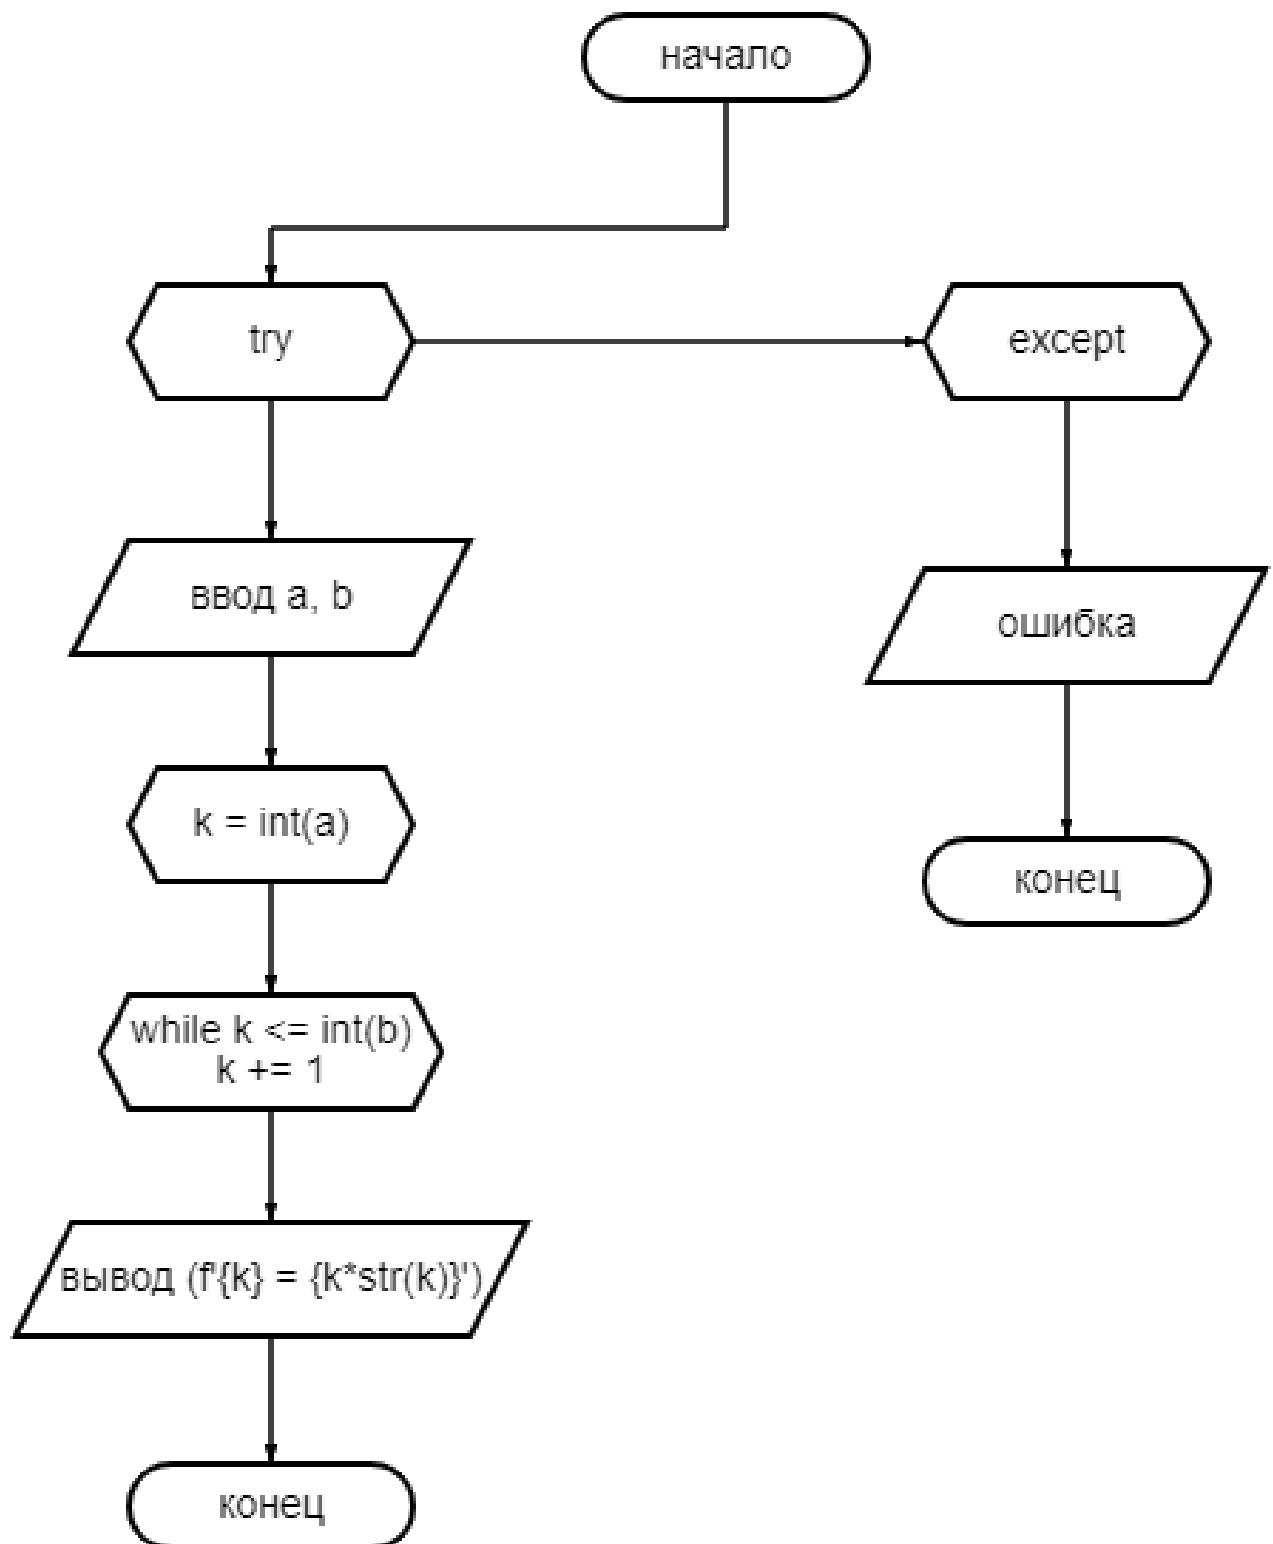 начало
try
except
ввод a, b
ошибка
k = int(a)
конец
while k <= int(b)
k += 1
вывод (f'{k} = {k*str(k)}')
конец